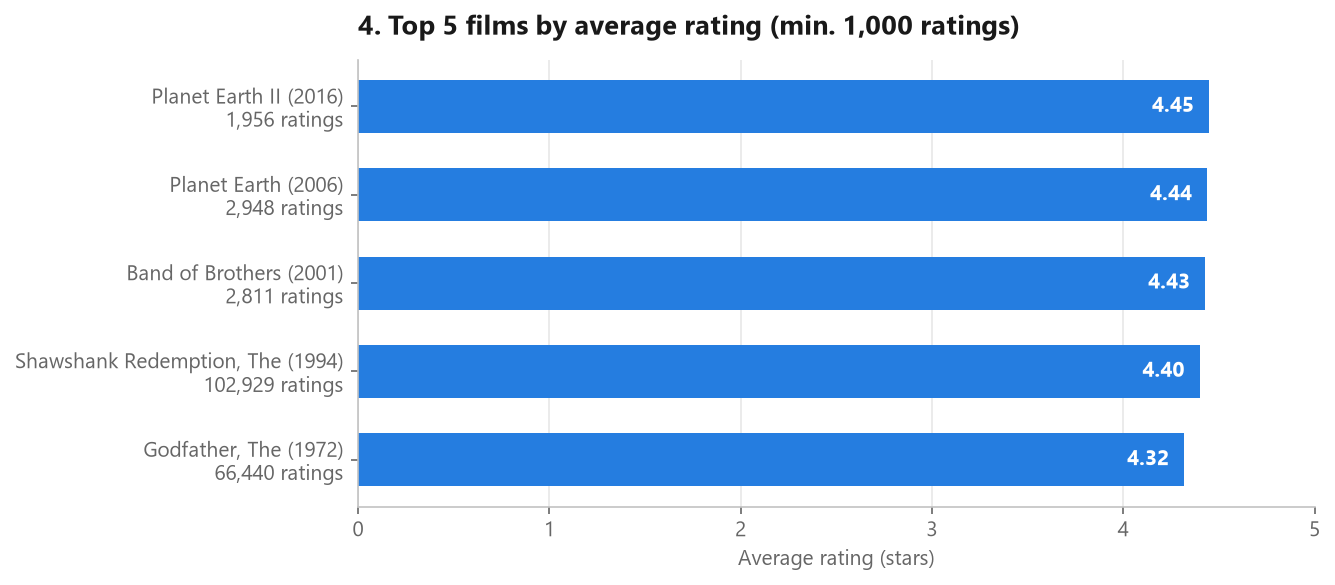 4. Top 5 films by average rating (min. 1,000 ratings)
Planet Earth II (2016)
1,956 ratings
4.45
Planet Earth (2006)
2,948 ratings
4.44
Band of Brothers (2001)
2,811 ratings
4.43
Shawshank Redemption, The (1994)
102,929 ratings
4.40
Godfather, The (1972)
66,440 ratings
4.32
0 1 2 3 4 5
Average rating (stars)